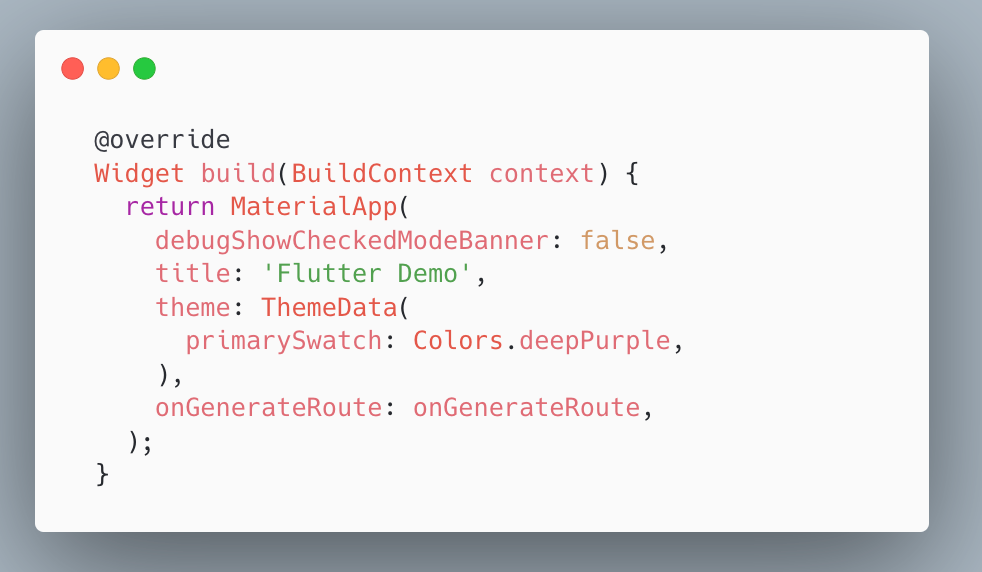 @override
Widget build(BuildContext context) {
  return MaterialApp(
    debugShowCheckedModeBanner: false,
    title: 'Flutter Demo',
    theme: ThemeData(
      primarySwatch: Colors.deepPurple,
    ),
    onGenerateRoute: onGenerateRoute,
  );
}